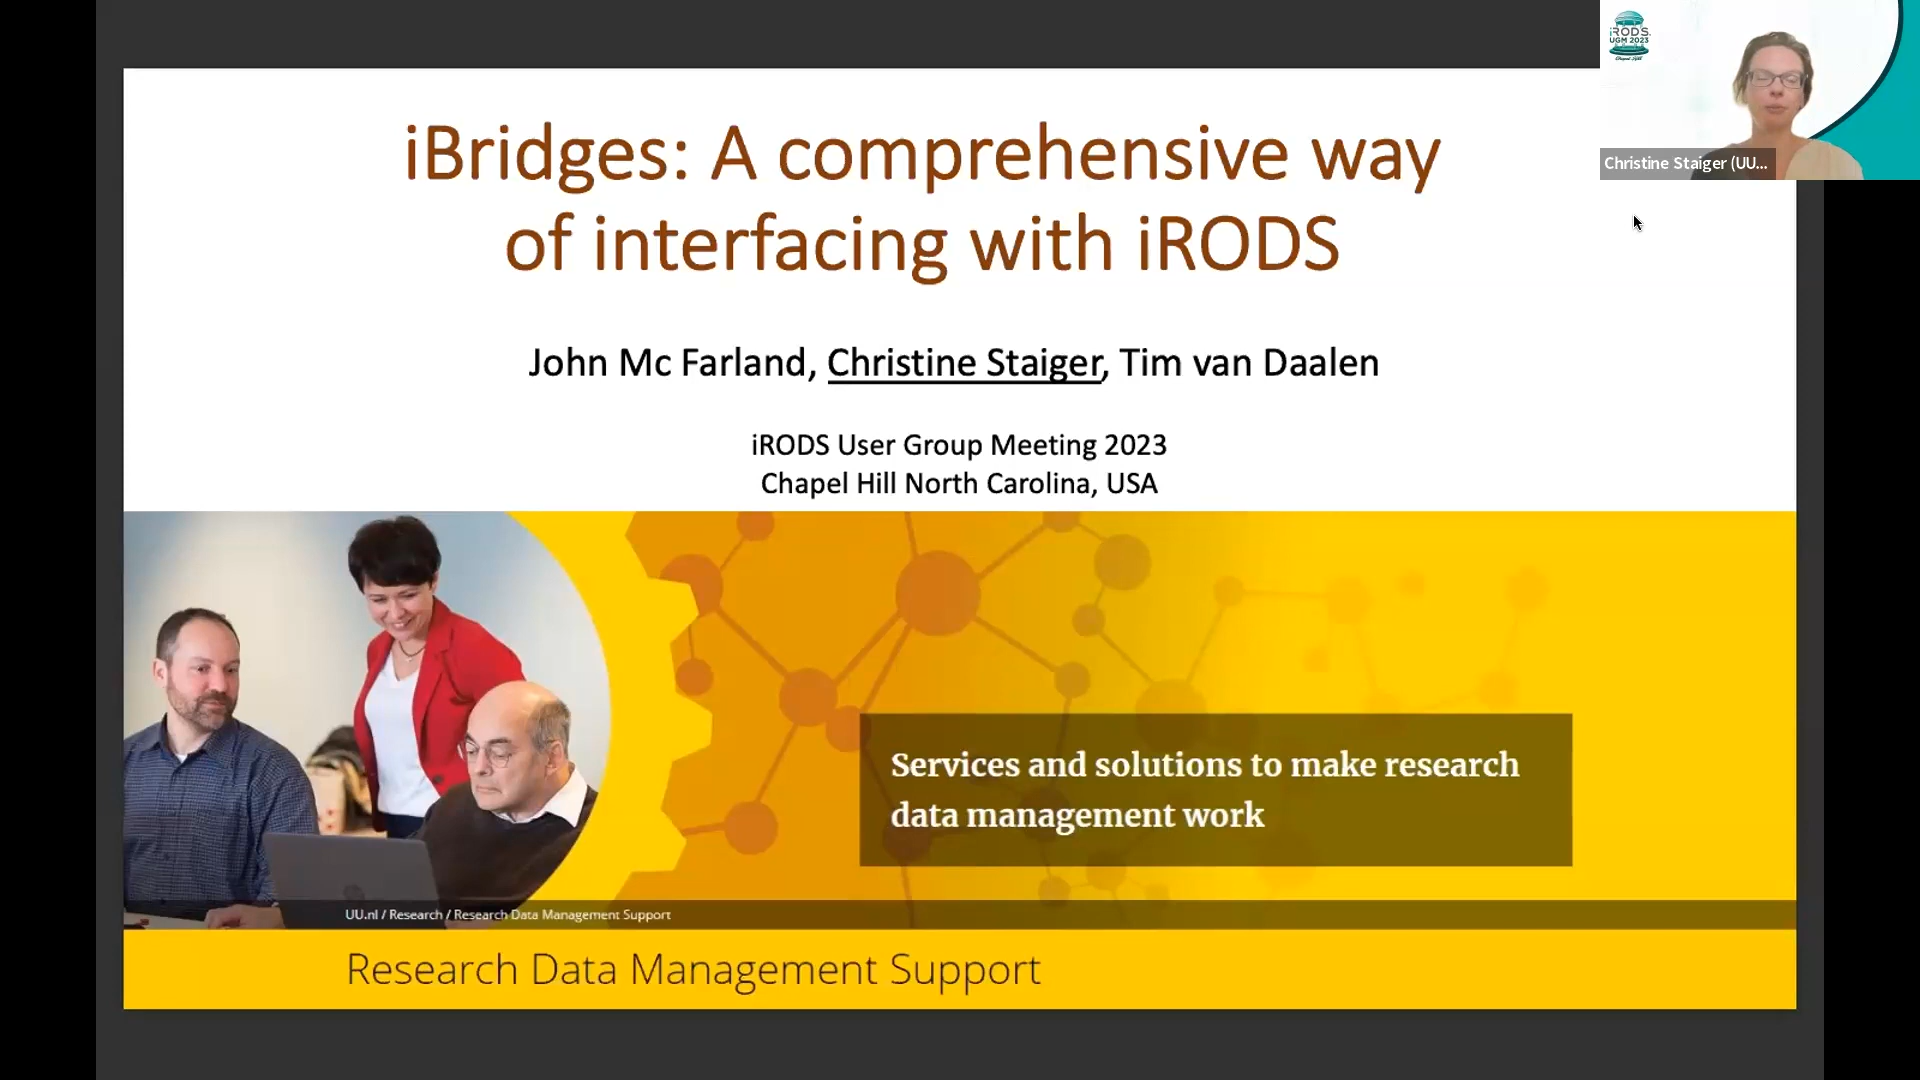 iRODS
UGM 2023
Chapel Hill
Christine Staiger (UU...
iBridges: A comprehensive way
of interfacing with iRODS
John Mc Farland, Christine Staiger, Tim van Daalen
iRODS User Group Meeting 2023
Chapel Hill North Carolina, USA
Services and solutions to make research
data management work
UU.nl / Research / Research Data Management Support
Research Data Management Support